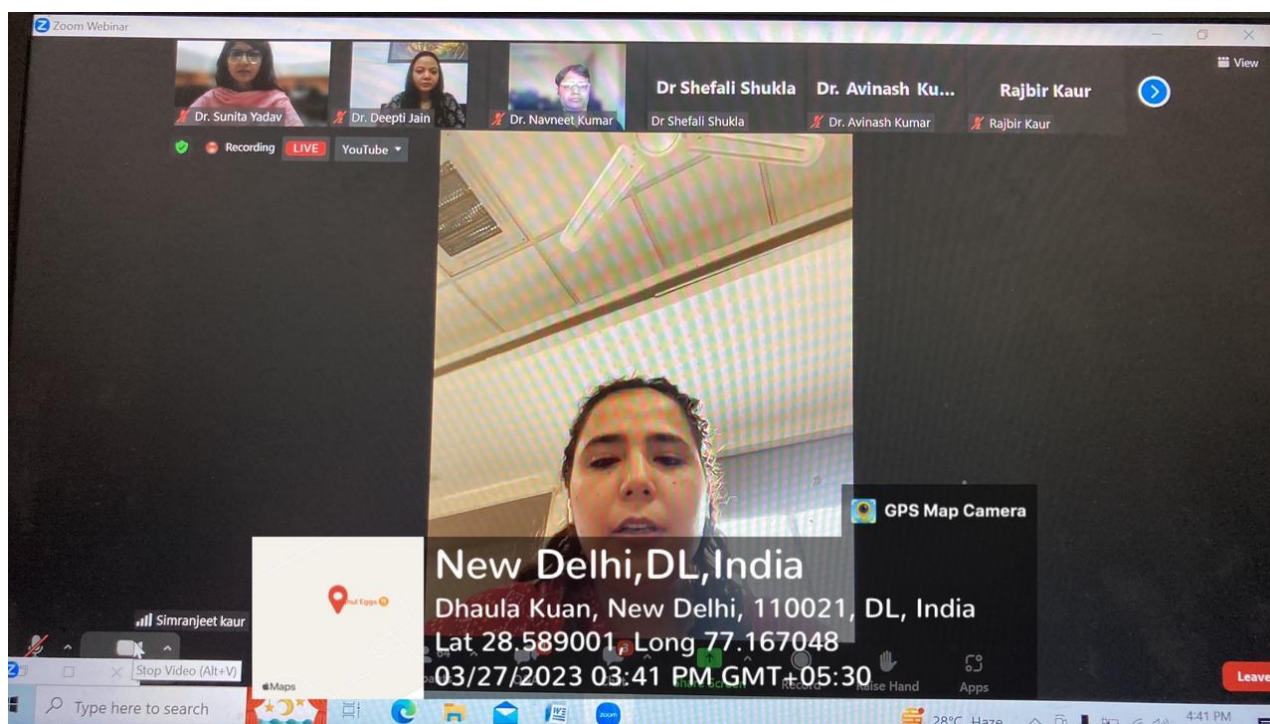 Zoom Webinar
View
Dr. Sunita Yadav
Dr. Deepti Jain
Dr. Navneet Kumar
Dr Shefali Shukla
Dr Shefali Shukla
Dr. Avinash Ku...
Dr. Avinash Kumar
Rajbir Kaur
Rajbir Kaur
Recording
LIVE
YouTube
GPS Map Camera
New Delhi,DL,India
Dhaula Kuan, New Delhi, 110021, DL, India
Lat 28.589001, Long 77.167048
03/27/2023 03:41 PM GMT+05:30
Maps
Simranjeet kaur
Stop Video (Alt+V)
Raise Hand
Apps
Leave
Type here to search
28°C Haze
4:41 PM